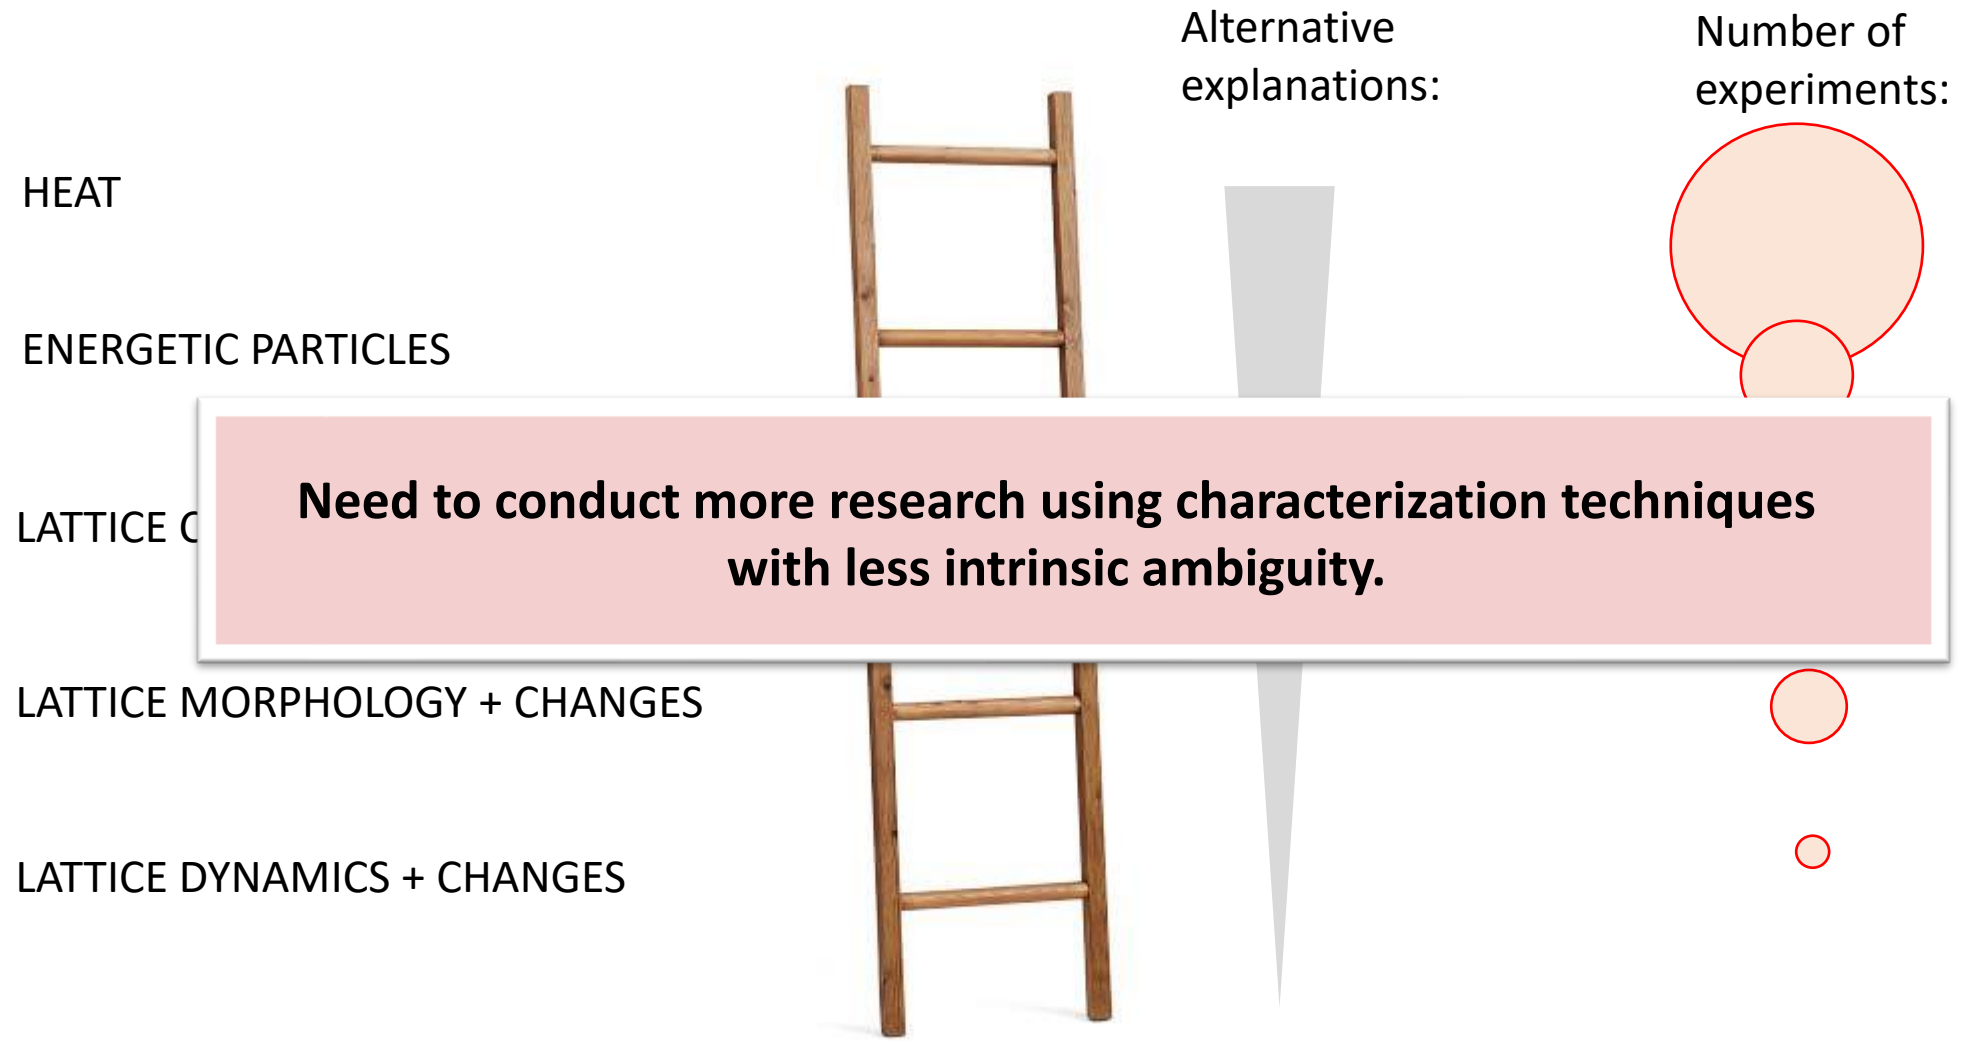 Alternative
explanations:
Number of
experiments:
HEAT
ENERGETIC PARTICLES
LATTICE
Need to conduct more research using characterization techniques
with less intrinsic ambiguity.
LATTICE MORPHOLOGY + CHANGES
LATTICE DYNAMICS + CHANGES